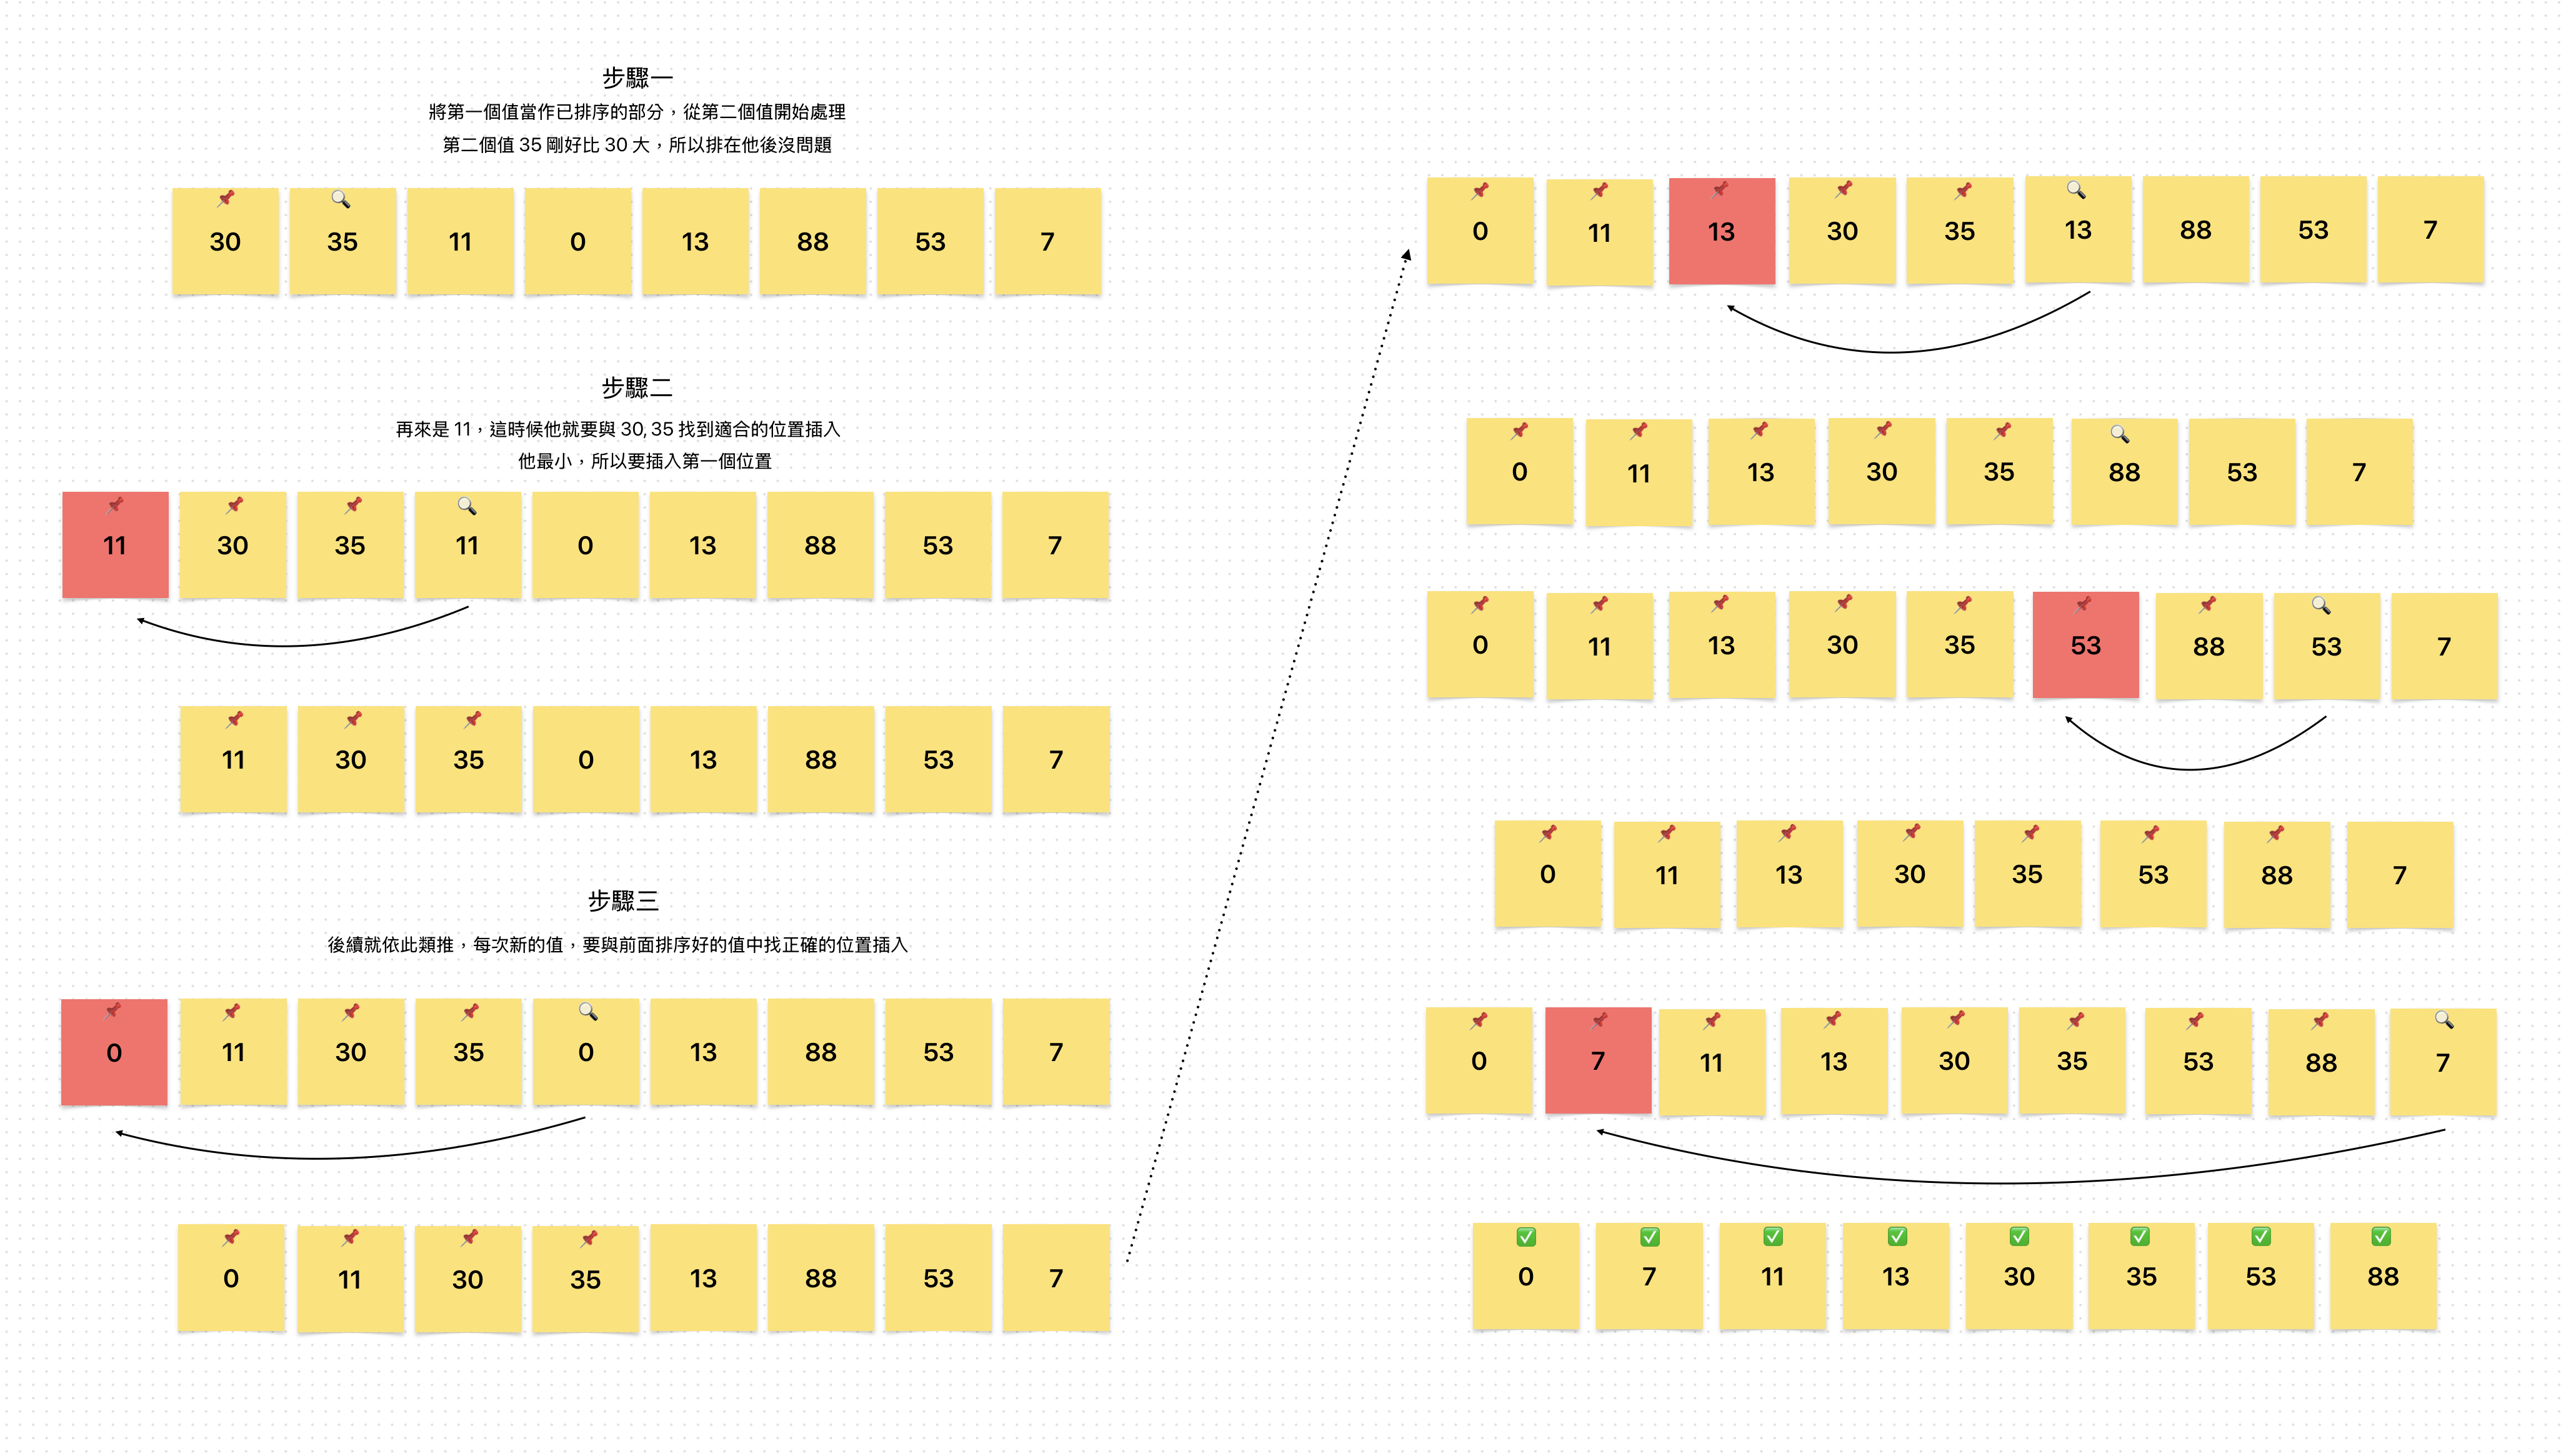 步驟一
將第一個值當作已排序的部分，從第二個值開始處理
第二個值 35 剛好比 30 大，所以排在他後沒問題
30 35 11 0 13 88 53 7
步驟二
再來是 11，這時候他就要與 30, 35 找到適合的位置插入
他最小，所以要插入第一個位置
11 30 35 11 0 13 88 53 7
11 30 35 0 13 88 53 7
步驟三
後續就依此類推，每次新的值，要與前面排序好的值中找正確的位置插入
0 11 30 35 0 13 88 53 7
0 11 30 35 13 88 53 7
0 11 13 30 35 13 88 53 7
0 11 13 30 35 88 53 7
0 11 13 30 35 53 88 53 7
0 11 13 30 35 53 88 7
0 7 11 13 30 35 53 88 7
0 7 11 13 30 35 53 88